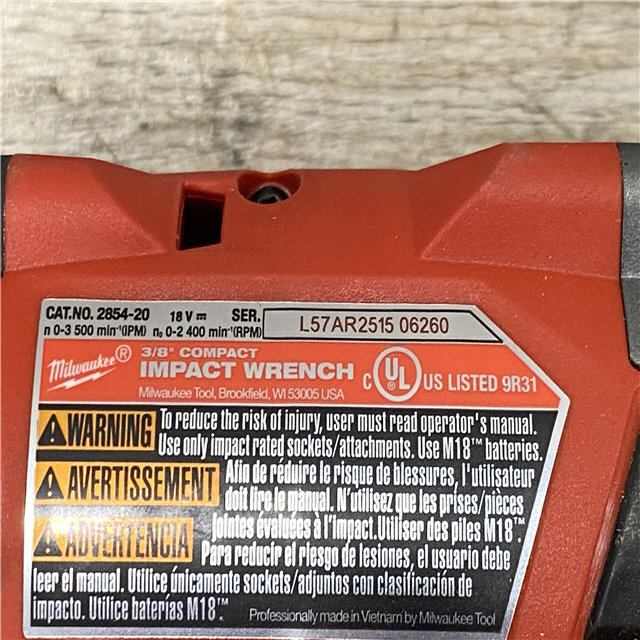 CAT.NO. 2854-20 18 V ⎓ SER. L57AR2515 06260
n 0-3 500 min⁻¹(IPM) n₀ 0-2 400 min⁻¹(RPM)
Milwaukee®
3/8" COMPACT
IMPACT WRENCH
Milwaukee Tool, Brookfield, WI 53005 USA
C UL® US LISTED 9R31
WARNING To reduce the risk of injury, user must read operator's manual.
Use only impact rated sockets/attachments. Use M18™ batteries.
AVERTISSEMENT Afin de réduire le risque de blessures, l'utilisateur
doit lire le manual. N'utilisez que les prises/pièces
jointes évaluées à l'impact.Utiliser des piles M18™.
ADVERTENCIA Para reducir el riesgo de lesiones, el usuario debe
leer el manual. Utilice únicamente sockets/adjuntos con clasificación de
impacto. Utilice baterías M18™.
Professionally made in Vietnam by Milwaukee Tool